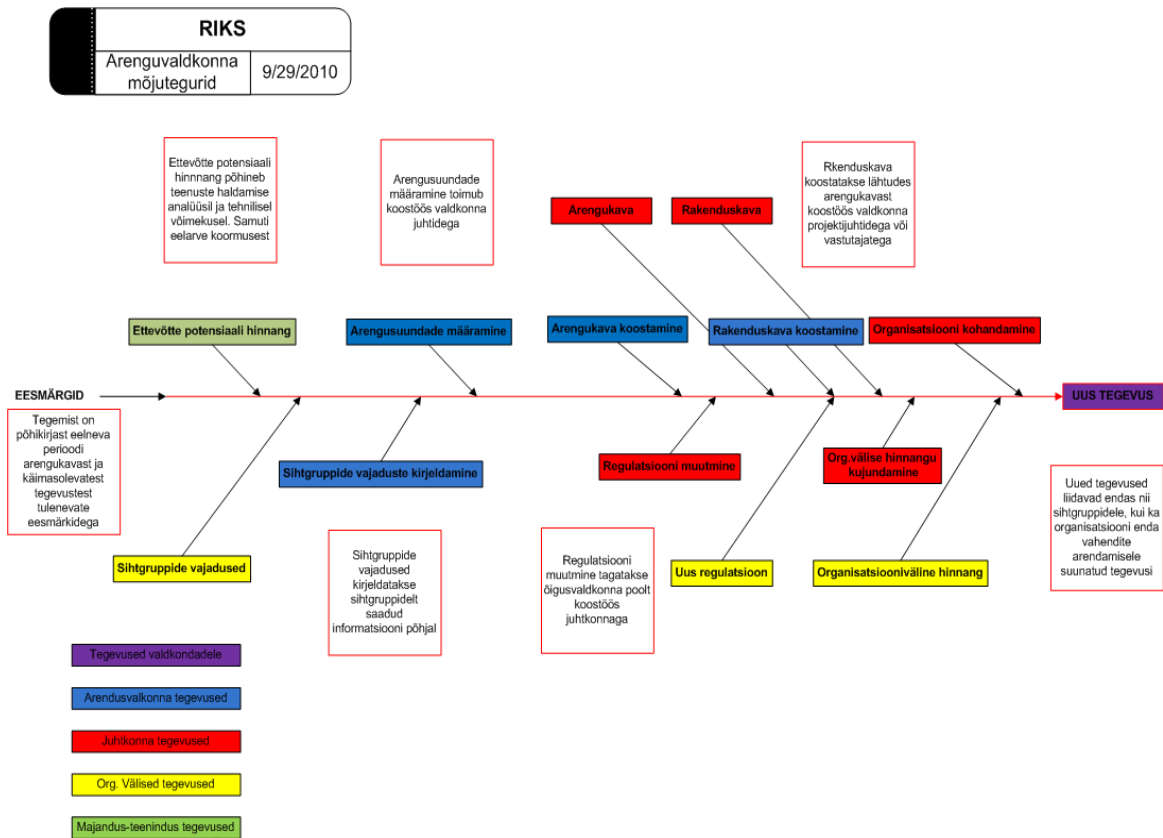 RIKS
Arenguvaldkonna
mõjutegurid
9/29/2010
Ettevõtte potensiaali
hinnnang põhineb
teenuste haldamise
analüüsil ja tehnilisel
võimekusel. Samuti
eelarve koormusest
Arengusuundade
määramine toimub
koostöös valdkonna
juhtidega
Arengukava
Rakenduskava
Rkenduskava
koostatakse lähtudes
arengukavast
koostöös valdkonna
projektijuhtidega või
vastutajatega
Ettevõtte potensiaali hinnang
Arengusuundade määramine
Arengukava koostamine
Rakenduskava koostamine
Organisatsiooni kohandamine
EESMÄRGID
UUS TEGEVUS
Tegemist on
põhikirjast eelneva
perioodi
arengukavast ja
käimasolevatest
tegevustest
tulenevate
eesmärkidega
Sihtgruppide vajaduste kirjeldamine
Regulatsiooni muutmine
Org.välise hinnangu
kujundamine
Sihtgruppide vajadused
Uus regulatsioon
Organisatsiooniväline hinnang
Uued tegevused
liidavad endas nii
sihtgruppidele, kui ka
organisatsiooni enda
vahendite
arendamisele
suunatud tegevusi
Sihtgruppide
vajadused
kirjeldatakse
sihtgruppidelt
saadud
informatsiooni põhjal
Regulatsiooni
muutmine tagatakse
õigusvaldkonna poolt
koostöös
juhtkonnaga
Tegevused valdkondadele
Arendusvalkonna tegevused
Juhtkonna tegevused
Org. Välised tegevused
Majandus-teenindus tegevused